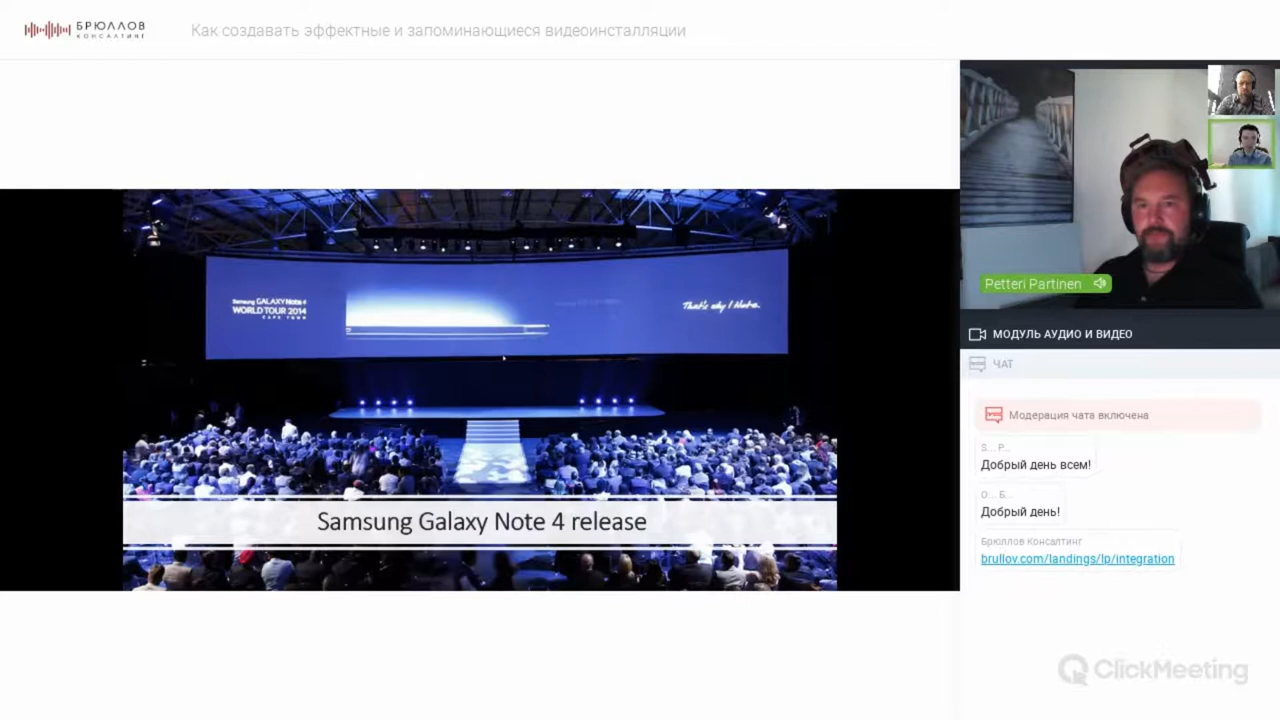 БРЮЛЛОВ
КОНСАЛТИНГ
Как создавать эффектные и запоминающиеся видеоинсталляции
Samsung GALAXY Note 4
WORLD TOUR 2014
CAPE TOWN
That's why I Note.
Samsung Galaxy Note 4 release
Petteri Partinen
МОДУЛЬ АУДИО И ВИДЕО
ЧАТ
Модерация чата включена
S... P...
Добрый день всем!
О... Б...
Добрый день!
Брюллов Консалтинг
brullov.com/landings/lp/integration
ClickMeeting